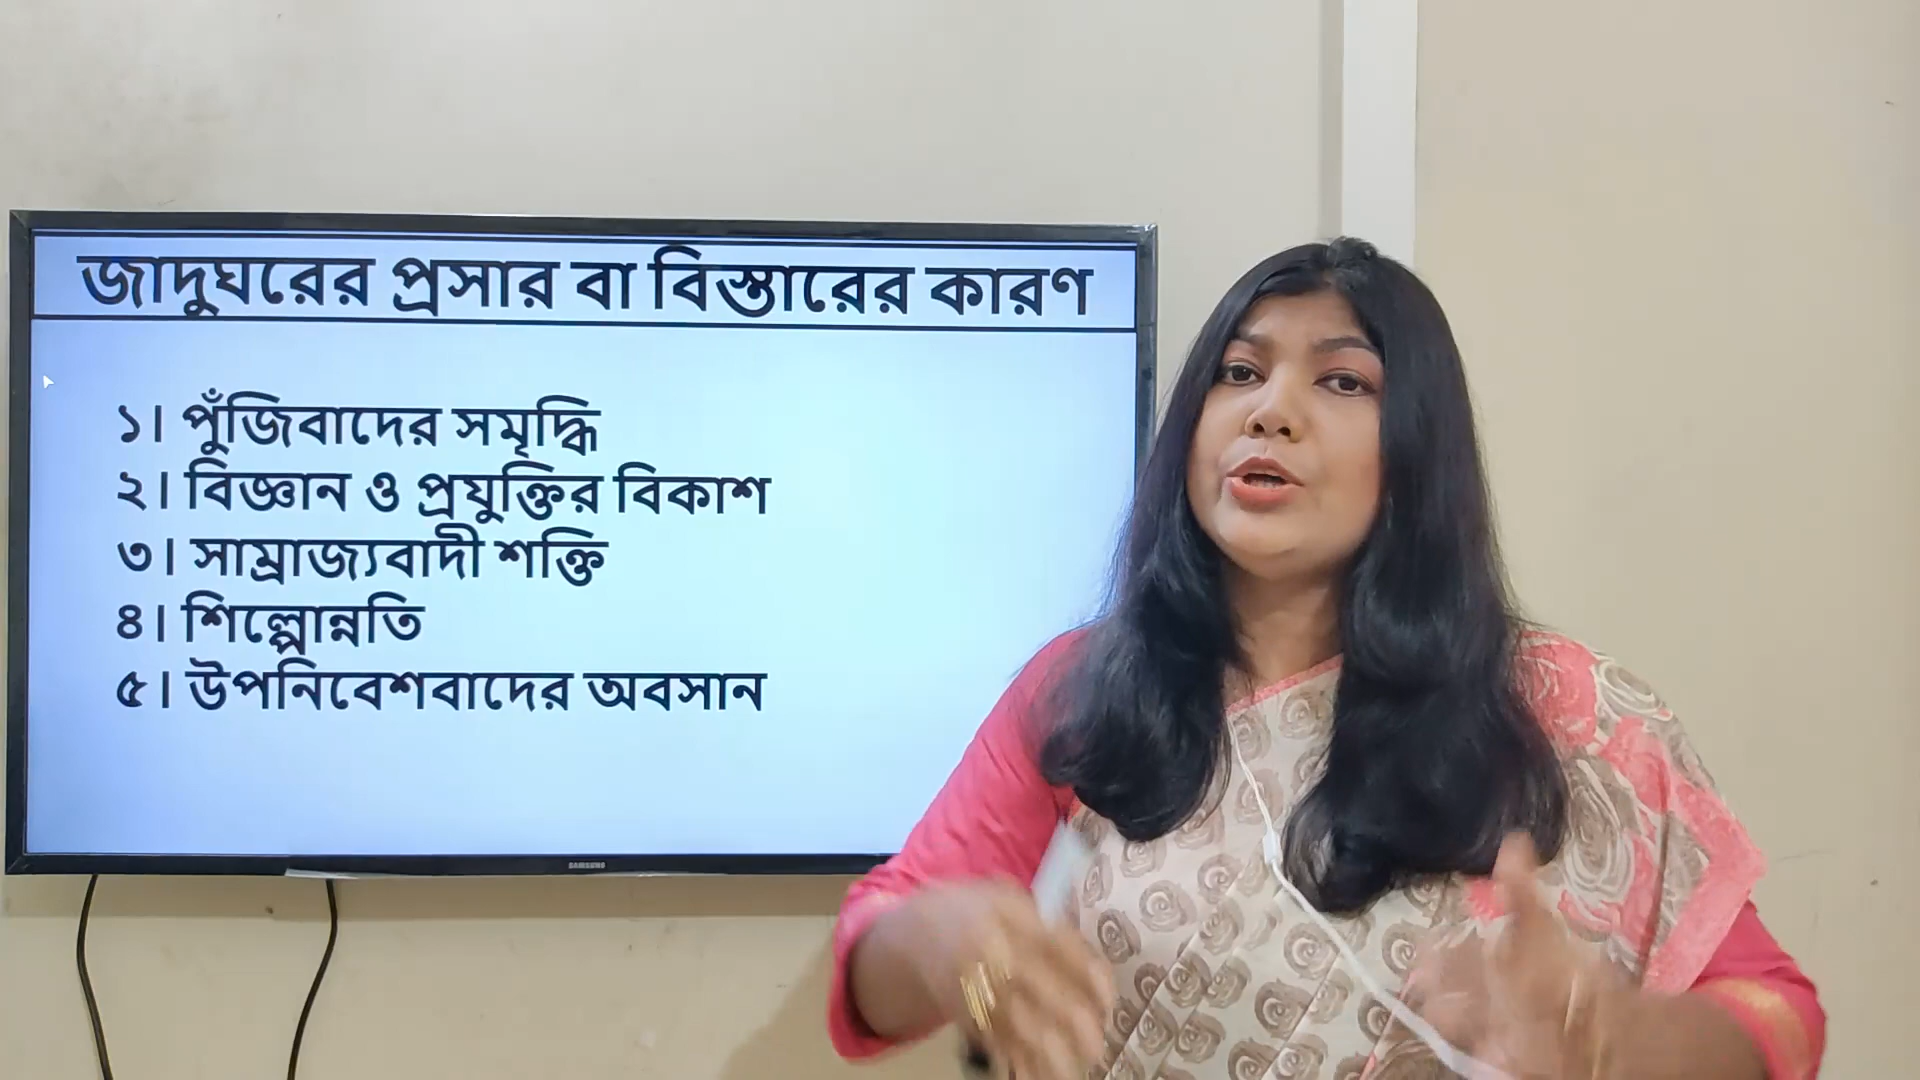 জাদুঘরের প্রসার বা বিস্তারের কারণ
১। পুঁজিবাদের সমৃদ্ধি
২। বিজ্ঞান ও প্রযুক্তির বিকাশ
৩। সাম্রাজ্যবাদী শক্তি
৪। শিল্পোন্নতি
৫। উপনিবেশবাদের অবসান
SAMSUNG